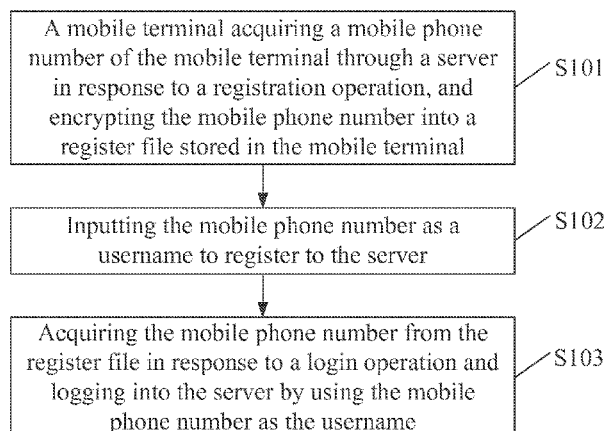 A mobile terminal acquiring a mobile phone
number of the mobile terminal through a server
in response to a registration operation, and
encrypting the mobile phone number into a
register file stored in the mobile terminal
S101
Inputting the mobile phone number as a
username to register to the server
S102
Acquiring the mobile phone number from the
register file in response to a login operation and
logging into the server by using the mobile
phone number as the username
S103